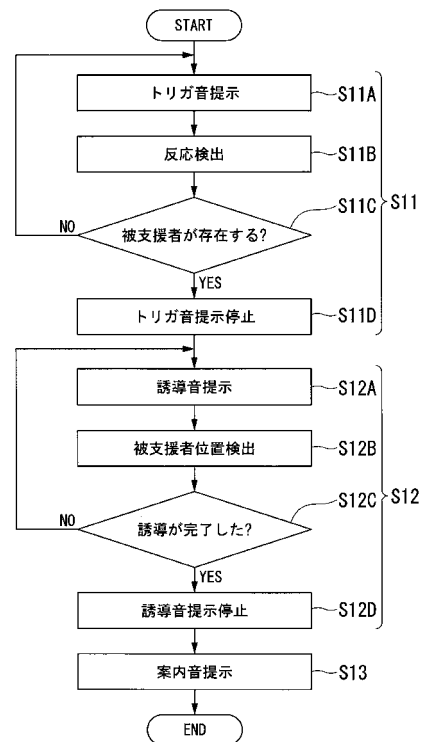 START
トリガ音提示
S11A
反応検出
S11B
被支援者が存在する?
S11C
S11
NO
YES
トリガ音提示停止
S11D
誘導音提示
S12A
被支援者位置検出
S12B
誘導が完了した?
S12C
S12
NO
YES
誘導音提示停止
S12D
案内音提示
S13
END